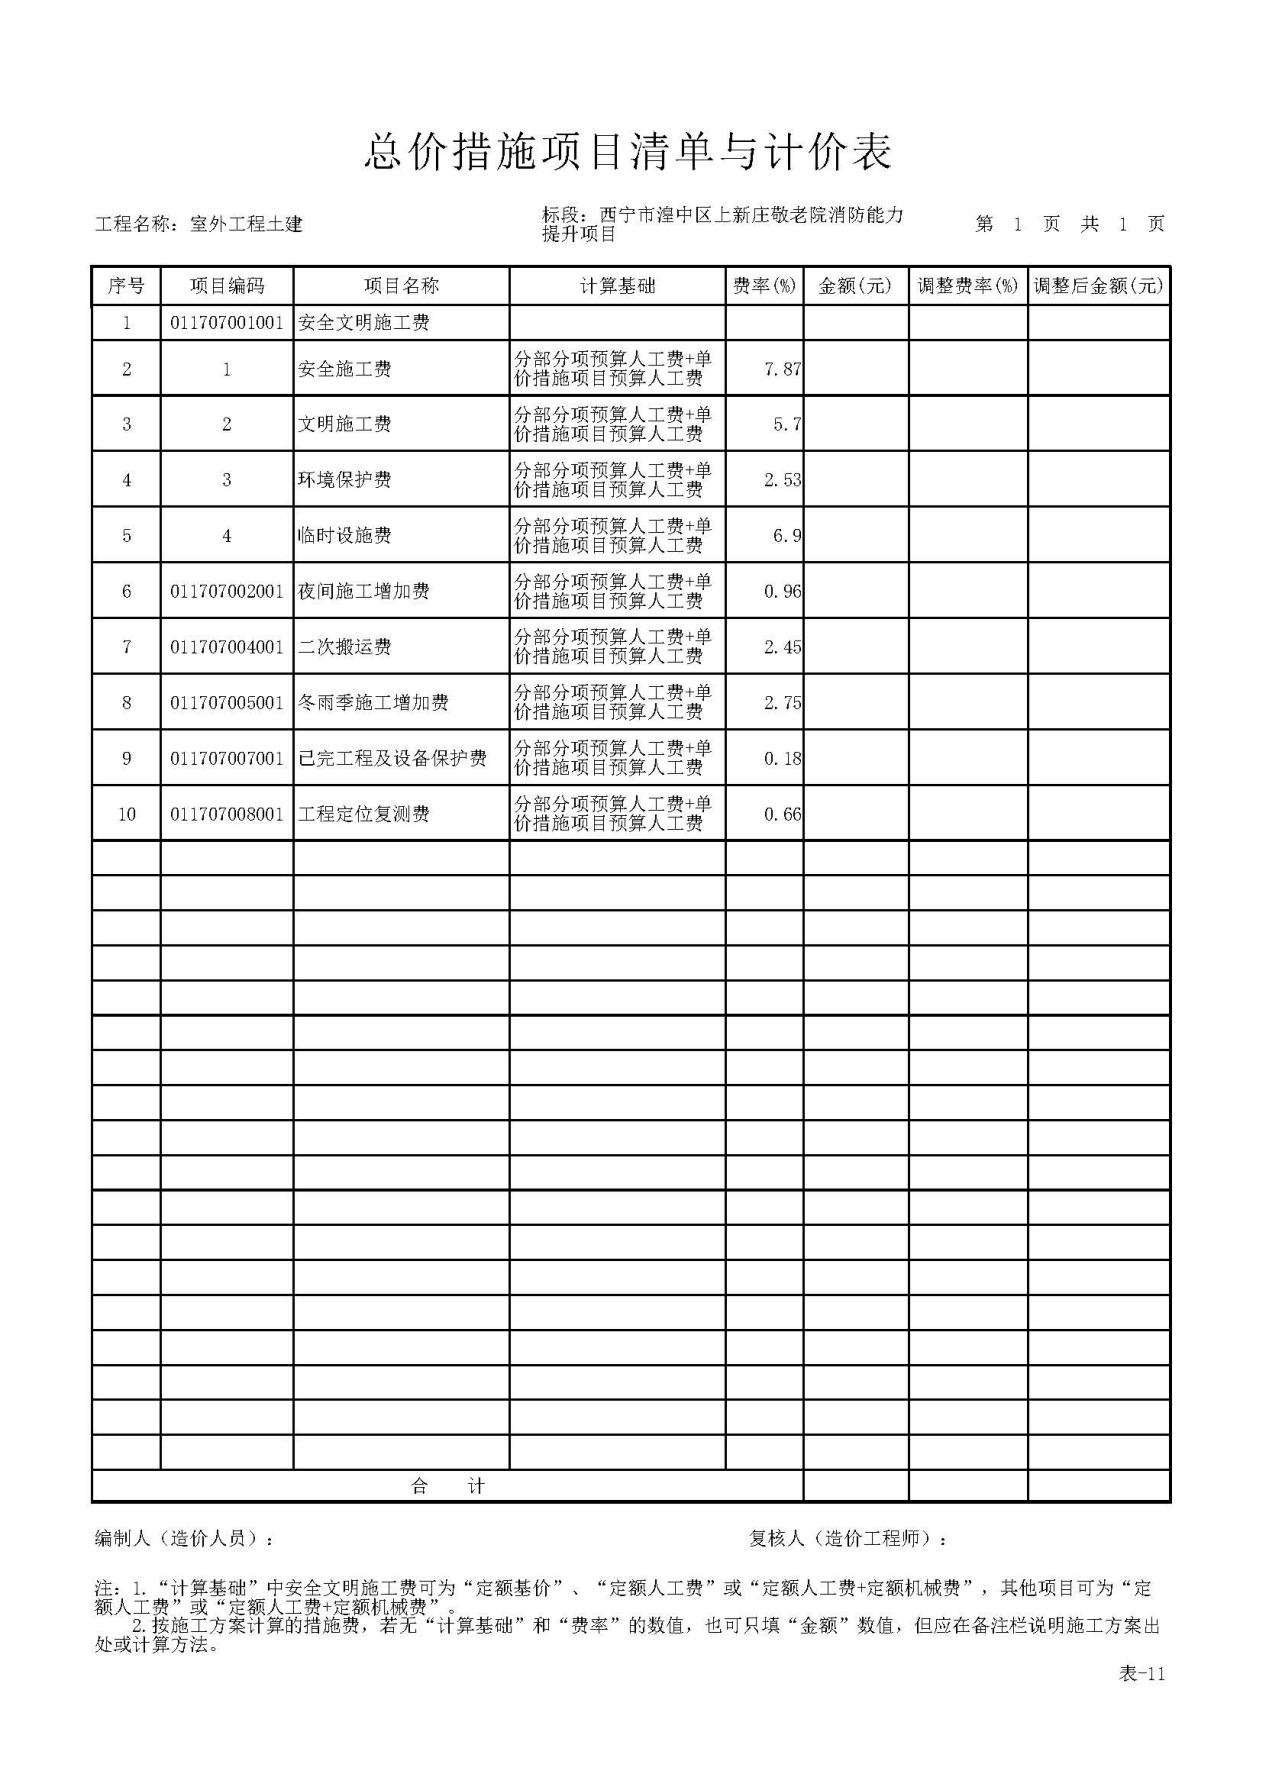 总价措施项目清单与计价表
工程名称：室外工程土建 标段：西宁市湟中区上新庄敬老院消防能力 第 1 页 共 1 页
提升项目
序号 项目编码 项目名称 计算基础 费率(%) 金额(元) 调整费率(%) 调整后金额(元)
1 011707001001 安全文明施工费
2 1 安全施工费 分部分项预算人工费+单 7.87
价措施项目预算人工费
3 2 文明施工费 分部分项预算人工费+单 5.7
价措施项目预算人工费
4 3 环境保护费 分部分项预算人工费+单 2.53
价措施项目预算人工费
5 4 临时设施费 分部分项预算人工费+单 6.9
价措施项目预算人工费
6 011707002001 夜间施工增加费 分部分项预算人工费+单 0.96
价措施项目预算人工费
7 011707004001 二次搬运费 分部分项预算人工费+单 2.45
价措施项目预算人工费
8 011707005001 冬雨季施工增加费 分部分项预算人工费+单 2.75
价措施项目预算人工费
9 011707007001 已完工程及设备保护费 分部分项预算人工费+单 0.18
价措施项目预算人工费
10 011707008001 工程定位复测费 分部分项预算人工费+单 0.66
价措施项目预算人工费
合 计
编制人（造价人员）： 复核人（造价工程师）：
注：1.“计算基础”中安全文明施工费可为“定额基价”、“定额人工费”或“定额人工费+定额机械费”，其他项目可为“定
额人工费”或“定额人工费+定额机械费”。
2.按施工方案计算的措施费，若无“计算基础”和“费率”的数值，也可只填“金额”数值，但应在备注栏说明施工方案出
处或计算方法。
表-11